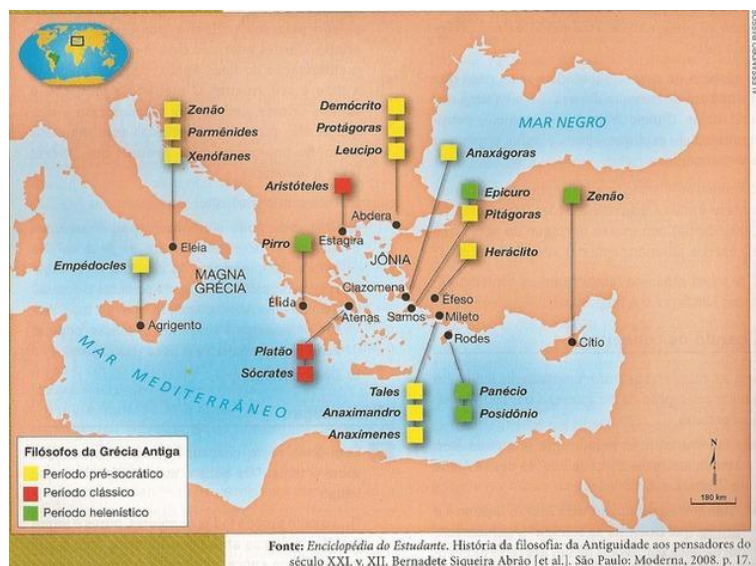 Zenão
Parménides
Xenófanes
Demócrito
Protágoras
Leucipo
MAR NEGRO
Anaxágoras
Aristóteles
Epicuro
Pitágoras
Zenão
Abdera
Estagira
Pirro
JÔNIA
Heráclito
Eleia
Empédocles
MAGNA
GRÉCIA
Clazomena
Élida
Atenas
Samos
Éfeso
Mileto
Agrigento
Rodes
Cítio
MAR MEDITERRÂNEO
Platão
Sócrates
Tales
Anaximandro
Anaxímenes
Panécio
Posidônio
Filósofos da Grécia Antiga
Período pré-socrático
Período clássico
Período helenístico
N
180 km
Fonte: Enciclopédia do Estudante. História da filosofia: da Antiguidade aos pensadores do
século XXI. v. XII. Bernadete Siqueira Abrão [et al.]. São Paulo: Moderna, 2008. p. 17.